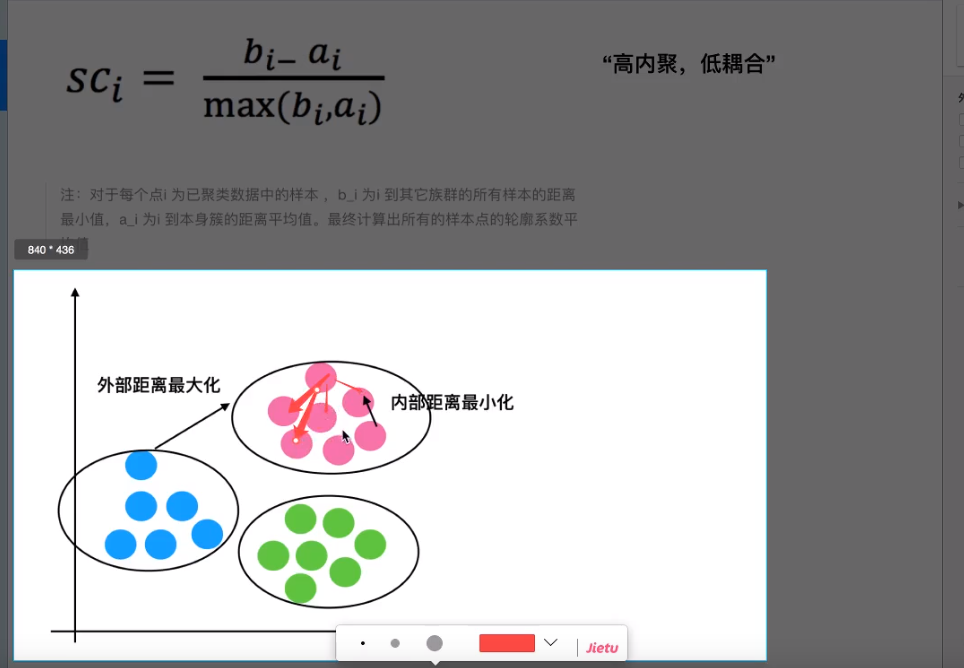 sc_i = \frac{b_i - a_i}{\max(b_i, a_i)}
“高内聚，低耦合”
注：对于每个点i 为已聚类数据中的样本 ，b_i 为i 到其它族群的所有样本的距离
最小值，a_i 为i 到本身簇的距离平均值。最终计算出所有的样本点的轮廓系数平
840 * 436
外部距离最大化
内部距离最小化
Jietu